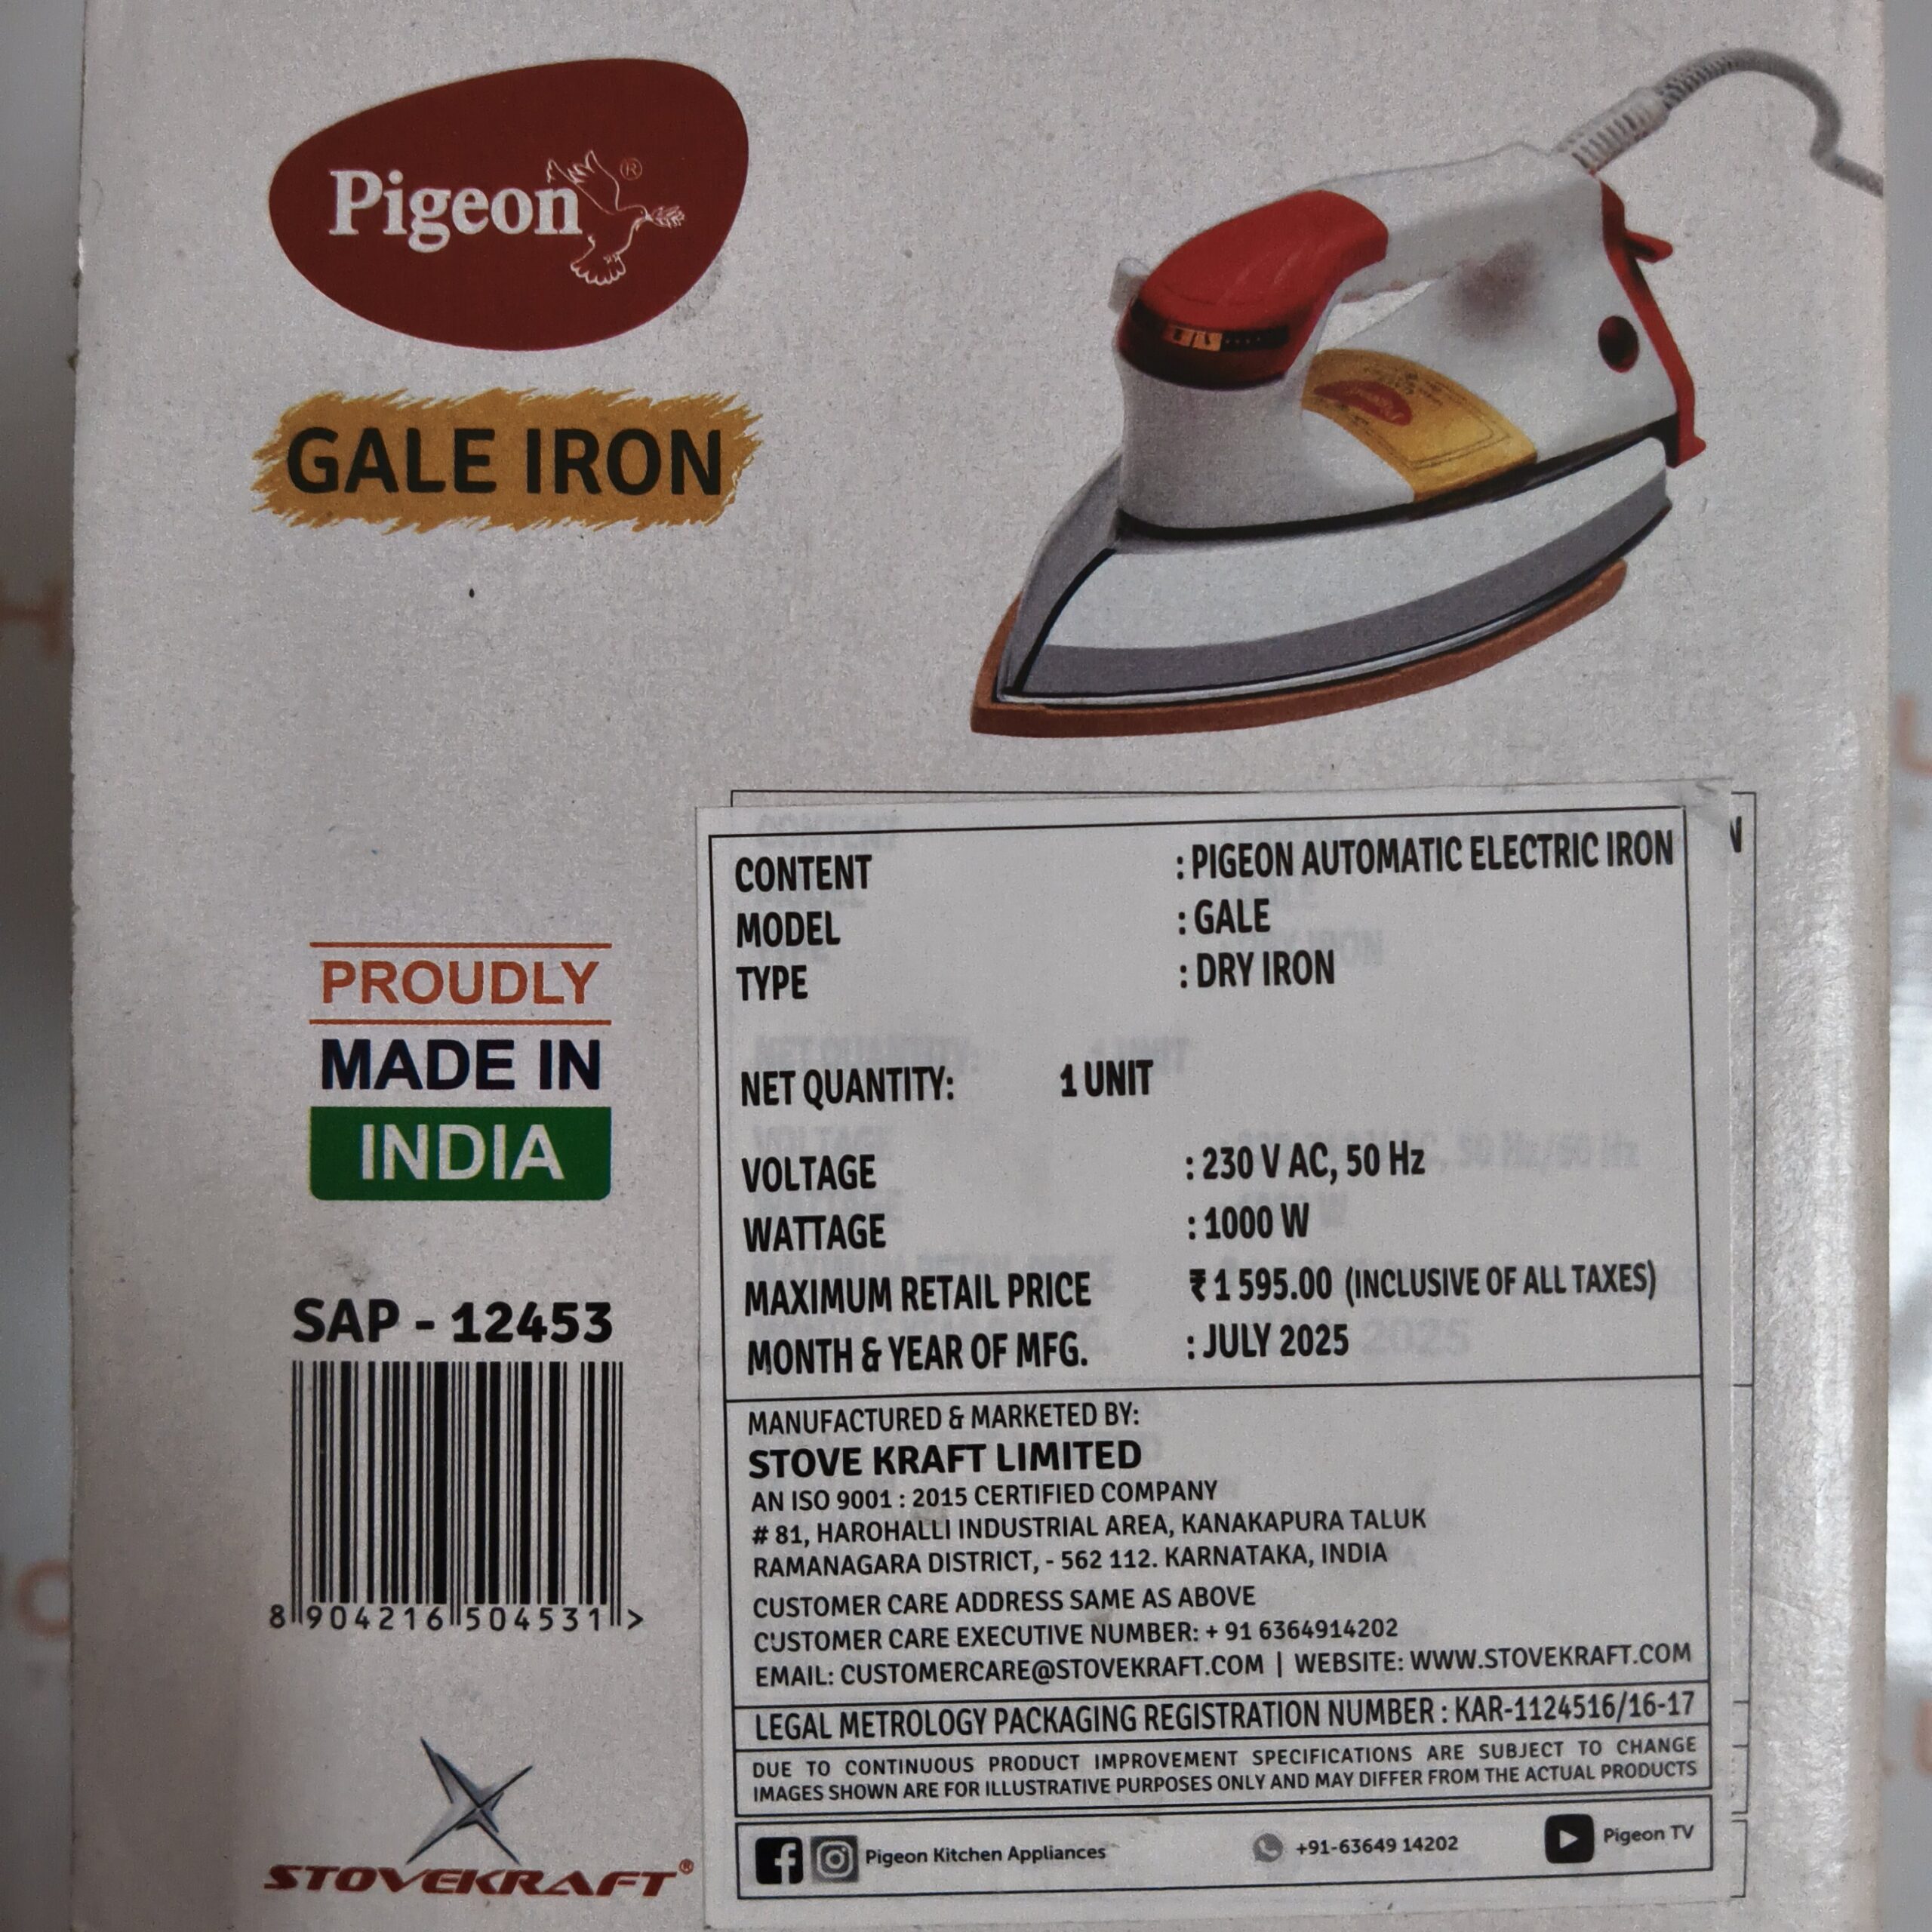 Pigeon ®
GALE IRON
CONTENT : PIGEON AUTOMATIC ELECTRIC IRON
MODEL : GALE
TYPE : DRY IRON
NET QUANTITY: 1 UNIT
VOLTAGE : 230 V AC, 50 Hz
WATTAGE : 1000 W
MAXIMUM RETAIL PRICE ₹ 1 595.00 (INCLUSIVE OF ALL TAXES)
MONTH & YEAR OF MFG. : JULY 2025
MANUFACTURED & MARKETED BY:
STOVE KRAFT LIMITED
AN ISO 9001 : 2015 CERTIFIED COMPANY
# 81, HAROHALLI INDUSTRIAL AREA, KANAKAPURA TALUK
RAMANAGARA DISTRICT, - 562 112. KARNATAKA, INDIA
CUSTOMER CARE ADDRESS SAME AS ABOVE
CUSTOMER CARE EXECUTIVE NUMBER: + 91 6364914202
EMAIL: CUSTOMERCARE@STOVEKRAFT.COM | WEBSITE: WWW.STOVEKRAFT.COM
LEGAL METROLOGY PACKAGING REGISTRATION NUMBER : KAR-1124516/16-17
DUE TO CONTINUOUS PRODUCT IMPROVEMENT SPECIFICATIONS ARE SUBJECT TO CHANGE
IMAGES SHOWN ARE FOR ILLUSTRATIVE PURPOSES ONLY AND MAY DIFFER FROM THE ACTUAL PRODUCTS
Pigeon Kitchen Appliances +91-63649 14202 Pigeon TV
PROUDLY
MADE IN
INDIA
SAP - 12453
8 904216 504531 >
STOVEKRAFT®